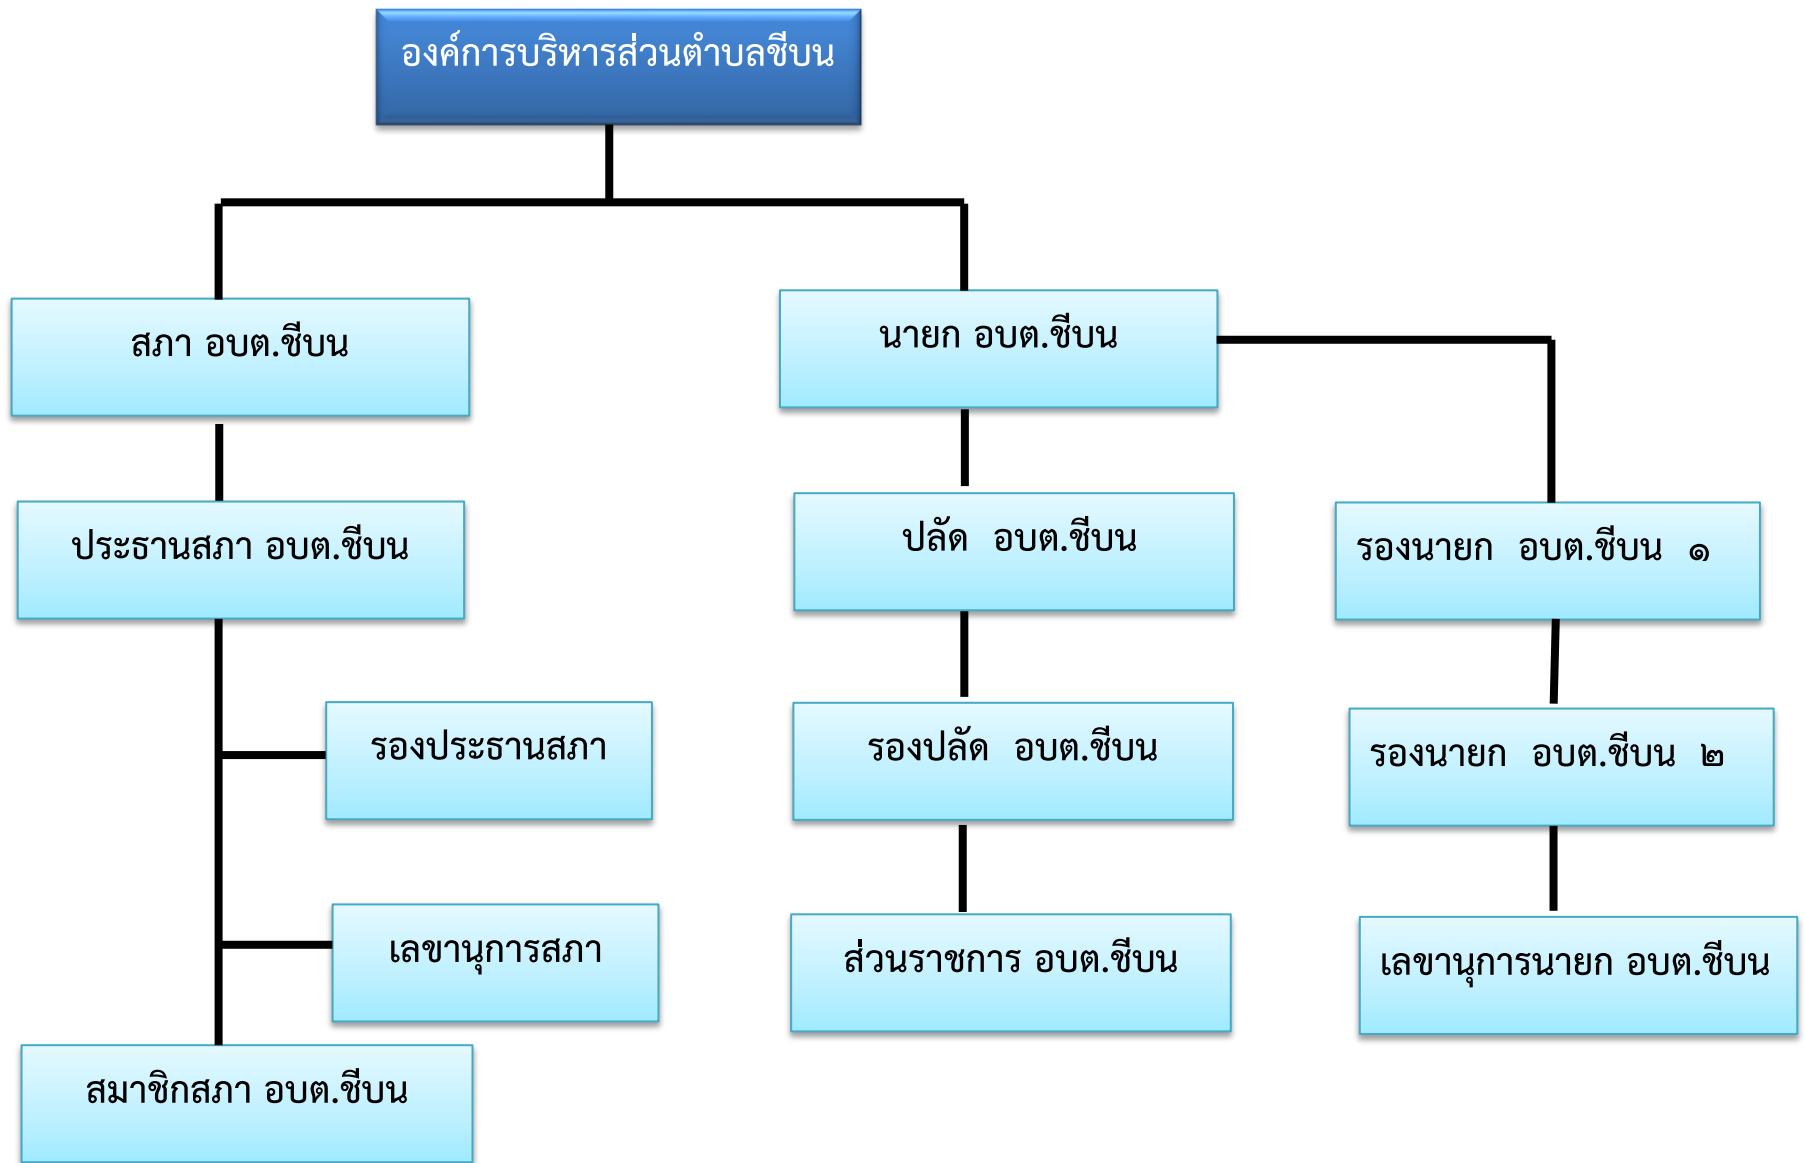 องค์การบริหารส่วนตำบลชีบน
สภา อบต.ชีบน
นายก อบต.ชีบน
ประธานสภา อบต.ชีบน
ปลัด อบต.ชีบน
รองนายก อบต.ชีบน ๑
รองประธานสภา
รองปลัด อบต.ชีบน
รองนายก อบต.ชีบน ๒
เลขานุการสภา
ส่วนราชการ อบต.ชีบน
เลขานุการนายก อบต.ชีบน
สมาชิกสภา อบต.ชีบน